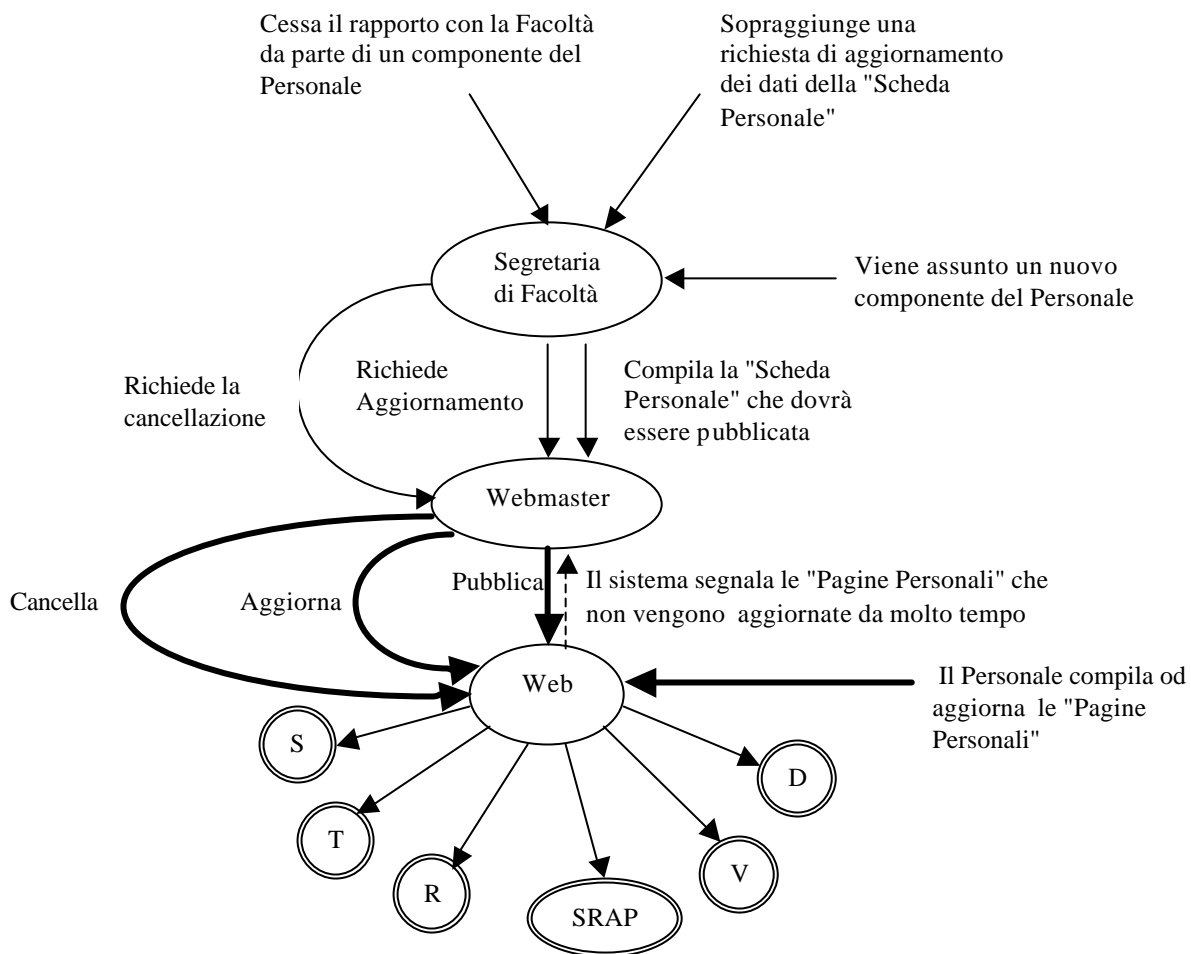 Cessa il rapporto con la Facoltà
da parte di un componente del
Personale
Sopraggiunge una
richiesta di aggiornamento
dei dati della "Scheda
Personale"
Segretaria
di Facoltà
Viene assunto un nuovo
componente del Personale
Richiede la
cancellazione
Richiede
Aggiornamento
Compila la "Scheda
Personale" che dovrà
essere pubblicata
Webmaster
Cancella
Aggiorna
Pubblica
Il sistema segnala le "Pagine Personali" che
non vengono aggiornate da molto tempo
Web
Il Personale compila od
aggiorna le "Pagine
Personali"
S
T
R
SRAP
V
D